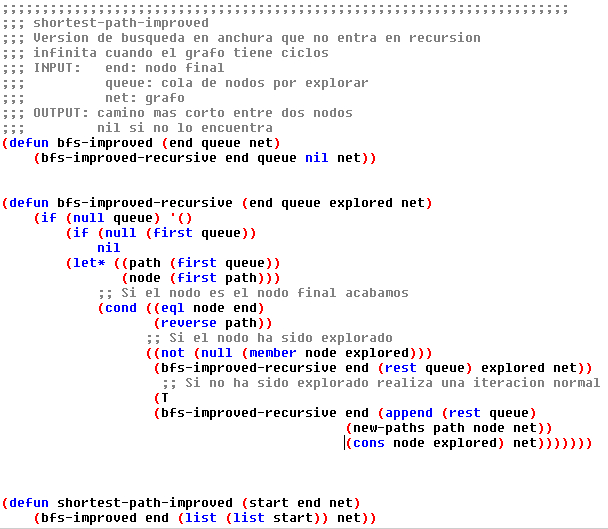 ;;;;;;;;;;;;;;;;;;;;;;;;;;;;;;;;;;;;;;;;;;;;;;;;;;;;;;;;;;;;;;;;;;;;;;;
;;; shortest-path-improved
;;; Version de busqueda en anchura que no entra en recursion
;;; infinita cuando el grafo tiene ciclos
;;; INPUT:   end: nodo final
;;;          queue: cola de nodos por explorar
;;;          net: grafo
;;; OUTPUT: camino mas corto entre dos nodos
;;;         nil si no lo encuentra
(defun bfs-improved (end queue net)
    (bfs-improved-recursive end queue nil net))
(defun bfs-improved-recursive (end queue explored net)
    (if (null queue) '()
        (if (null (first queue))
            nil
        (let* ((path (first queue))
               (node (first path)))
            ;; Si el nodo es el nodo final acabamos
            (cond ((eql node end)
                   (reverse path))
                  ;; Si el nodo ha sido explorado
                  ((not (null (member node explored)))
                   (bfs-improved-recursive end (rest queue) explored net))
                    ;; Si no ha sido explorado realiza una iteracion normal
                   (T
                   (bfs-improved-recursive end (append (rest queue)
                                           (new-paths path node net))
                                           (cons node explored) net)))))))
(defun shortest-path-improved (start end net)
    (bfs-improved end (list (list start)) net))